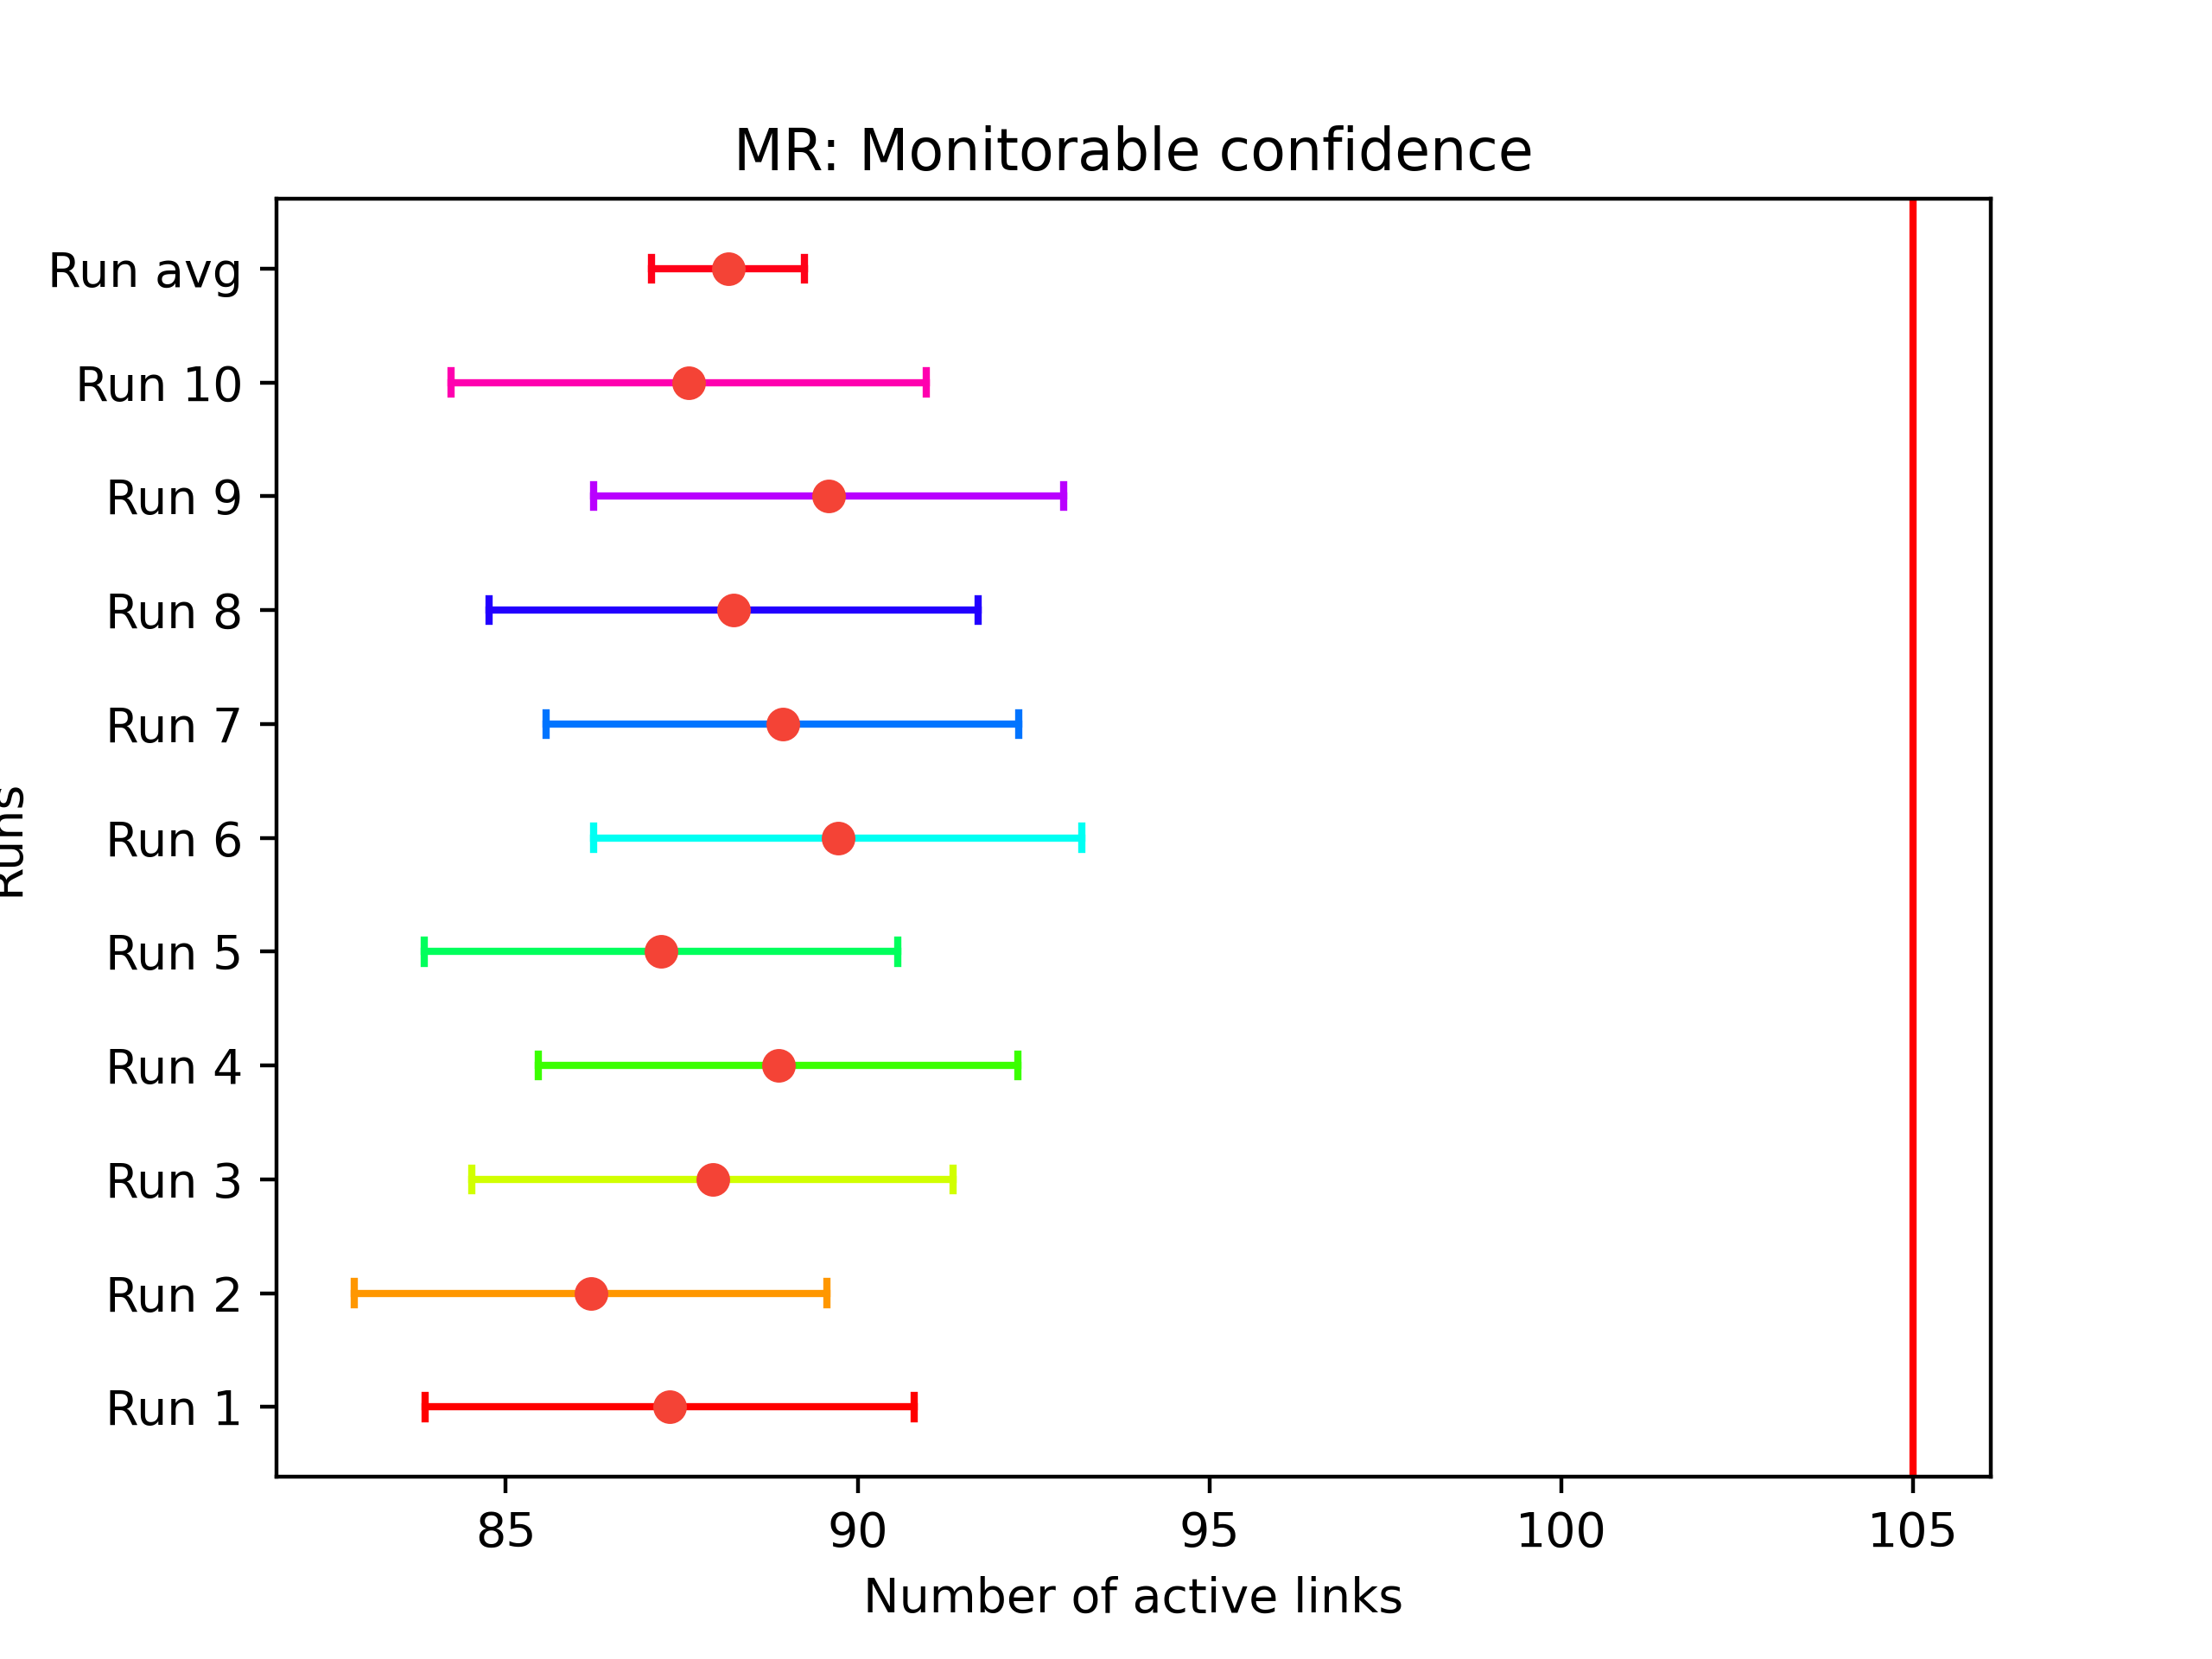 MR: Monitorable confidence
Run avg
Run 10
Run 9
Run 8
Run 7
Run 6
Run 5
Run 4
Run 3
Run 2
Run 1
Runs
85 90 95 100 105
Number of active links